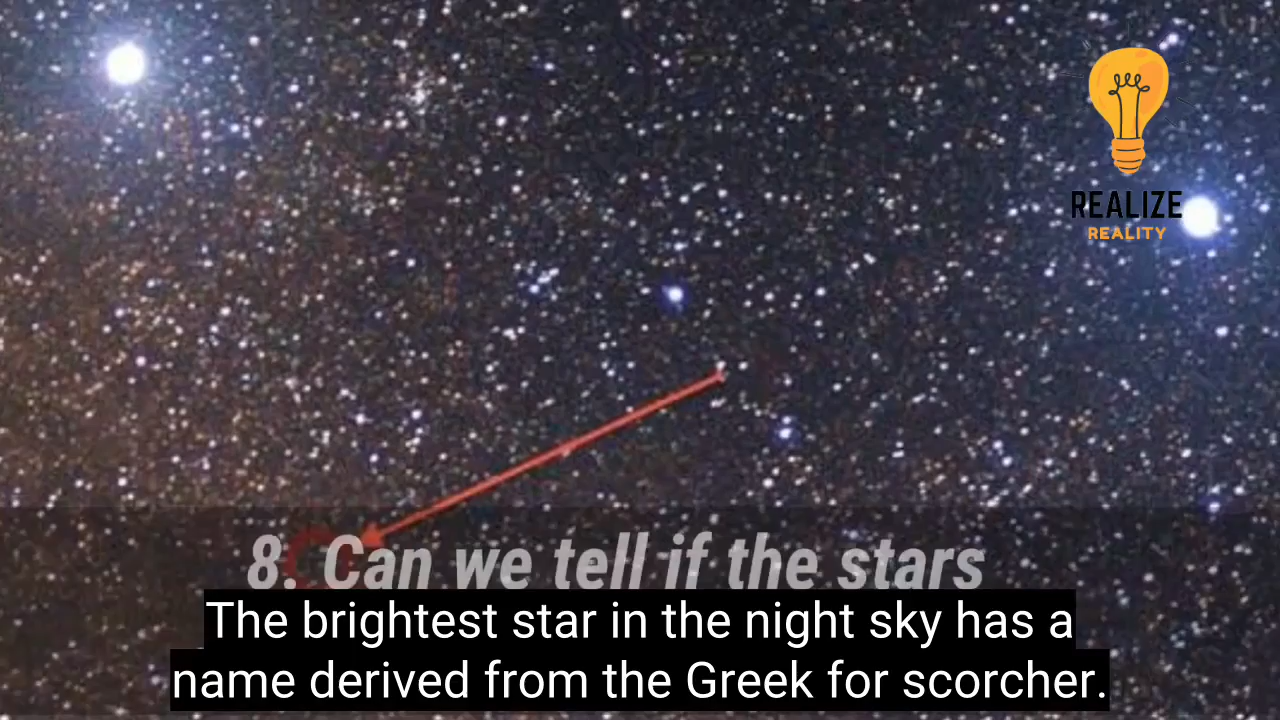 REALIZE
REALITY
8. Can we tell if the stars
The brightest star in the night sky has a
name derived from the Greek for scorcher.